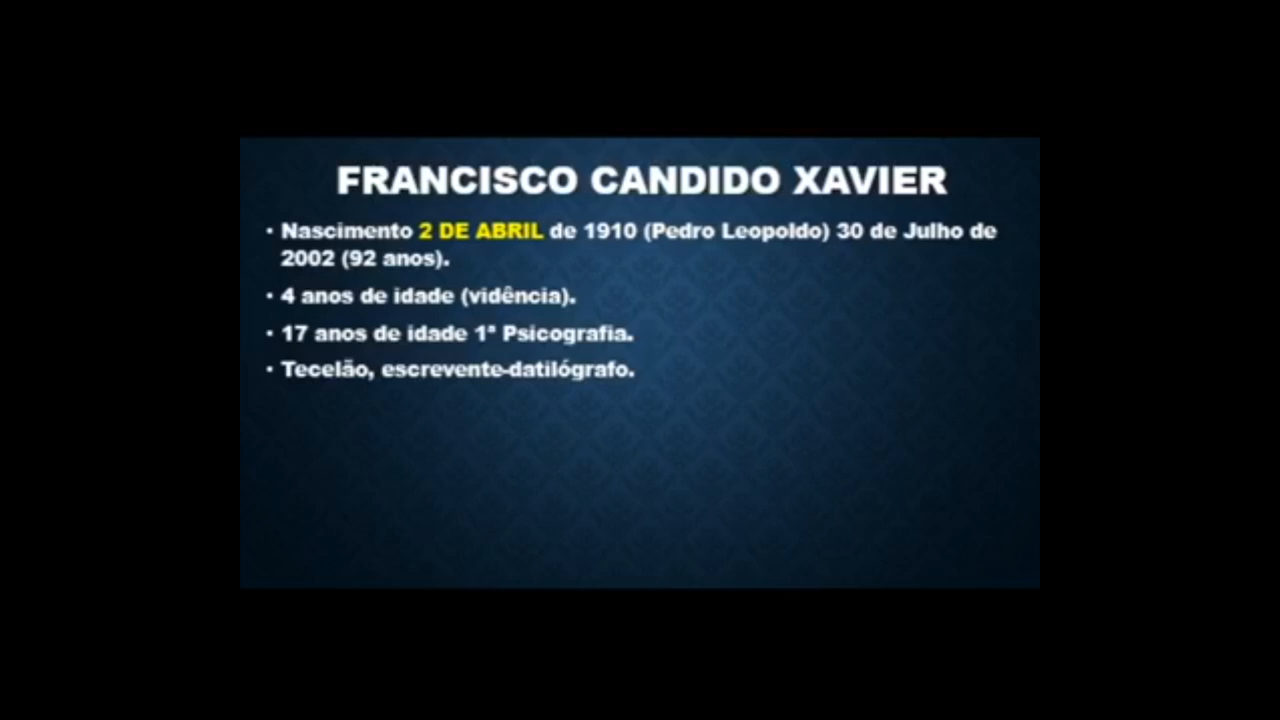 FRANCISCO CANDIDO XAVIER
• Nascimento 2 DE ABRIL de 1910 (Pedro Leopoldo) 30 de Julho de
2002 (92 anos).
• 4 anos de idade (vidência).
• 17 anos de idade 1ª Psicografia.
• Tecelão, escrevente-datilógrafo.